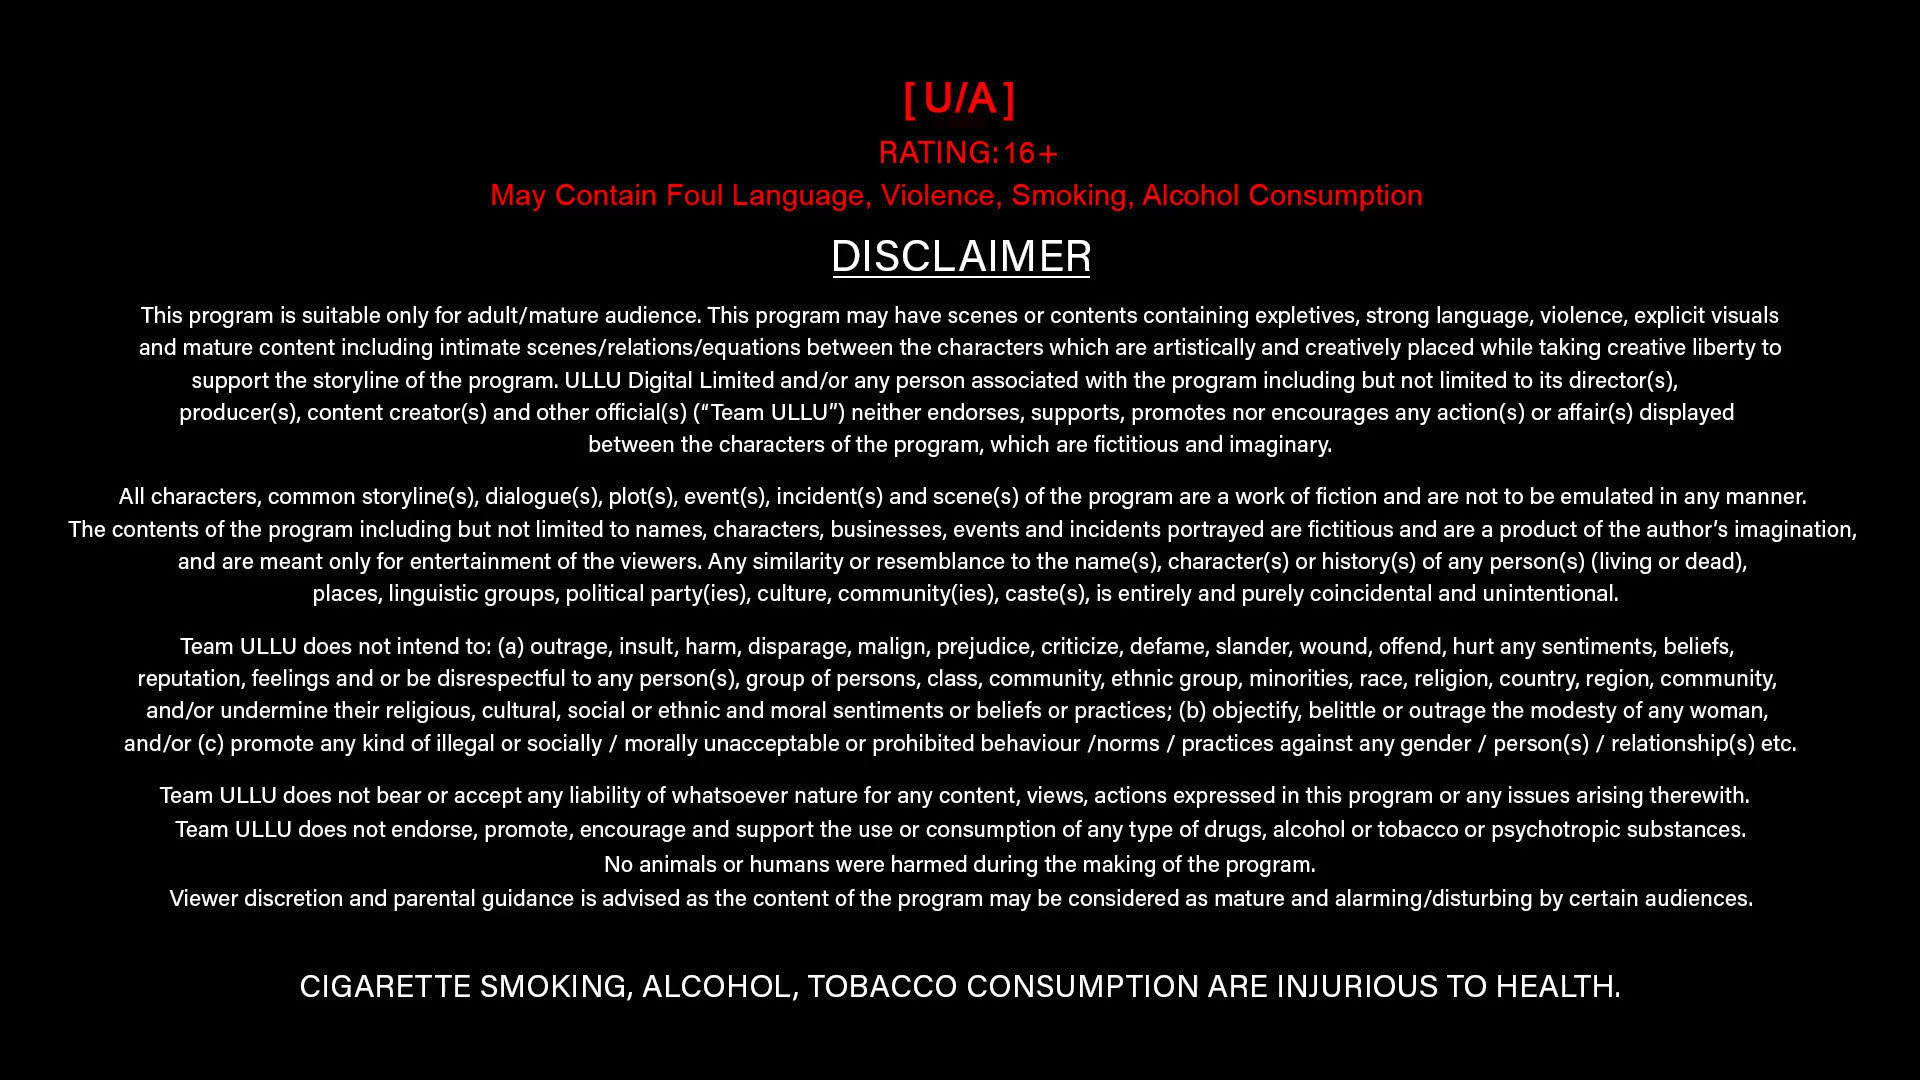 [ U/A ]
RATING: 16+
May Contain Foul Language, Violence, Smoking, Alcohol Consumption
DISCLAIMER
This program is suitable only for adult/mature audience. This program may have scenes or contents containing expletives, strong language, violence, explicit visuals
and mature content including intimate scenes/relations/equations between the characters which are artistically and creatively placed while taking creative liberty to
support the storyline of the program. ULLU Digital Limited and/or any person associated with the program including but not limited to its director(s),
producer(s), content creator(s) and other official(s) (“Team ULLU”) neither endorses, supports, promotes nor encourages any action(s) or affair(s) displayed
between the characters of the program, which are fictitious and imaginary.
All characters, common storyline(s), dialogue(s), plot(s), event(s), incident(s) and scene(s) of the program are a work of fiction and are not to be emulated in any manner.
The contents of the program including but not limited to names, characters, businesses, events and incidents portrayed are fictitious and are a product of the author’s imagination,
and are meant only for entertainment of the viewers. Any similarity or resemblance to the name(s), character(s) or history(s) of any person(s) (living or dead),
places, linguistic groups, political party(ies), culture, community(ies), caste(s), is entirely and purely coincidental and unintentional.
Team ULLU does not intend to: (a) outrage, insult, harm, disparage, malign, prejudice, criticize, defame, slander, wound, offend, hurt any sentiments, beliefs,
reputation, feelings and or be disrespectful to any person(s), group of persons, class, community, ethnic group, minorities, race, religion, country, region, community,
and/or undermine their religious, cultural, social or ethnic and moral sentiments or beliefs or practices; (b) objectify, belittle or outrage the modesty of any woman,
and/or (c) promote any kind of illegal or socially / morally unacceptable or prohibited behaviour /norms / practices against any gender / person(s) / relationship(s) etc.
Team ULLU does not bear or accept any liability of whatsoever nature for any content, views, actions expressed in this program or any issues arising therewith.
Team ULLU does not endorse, promote, encourage and support the use or consumption of any type of drugs, alcohol or tobacco or psychotropic substances.
No animals or humans were harmed during the making of the program.
Viewer discretion and parental guidance is advised as the content of the program may be considered as mature and alarming/disturbing by certain audiences.
CIGARETTE SMOKING, ALCOHOL, TOBACCO CONSUMPTION ARE INJURIOUS TO HEALTH.